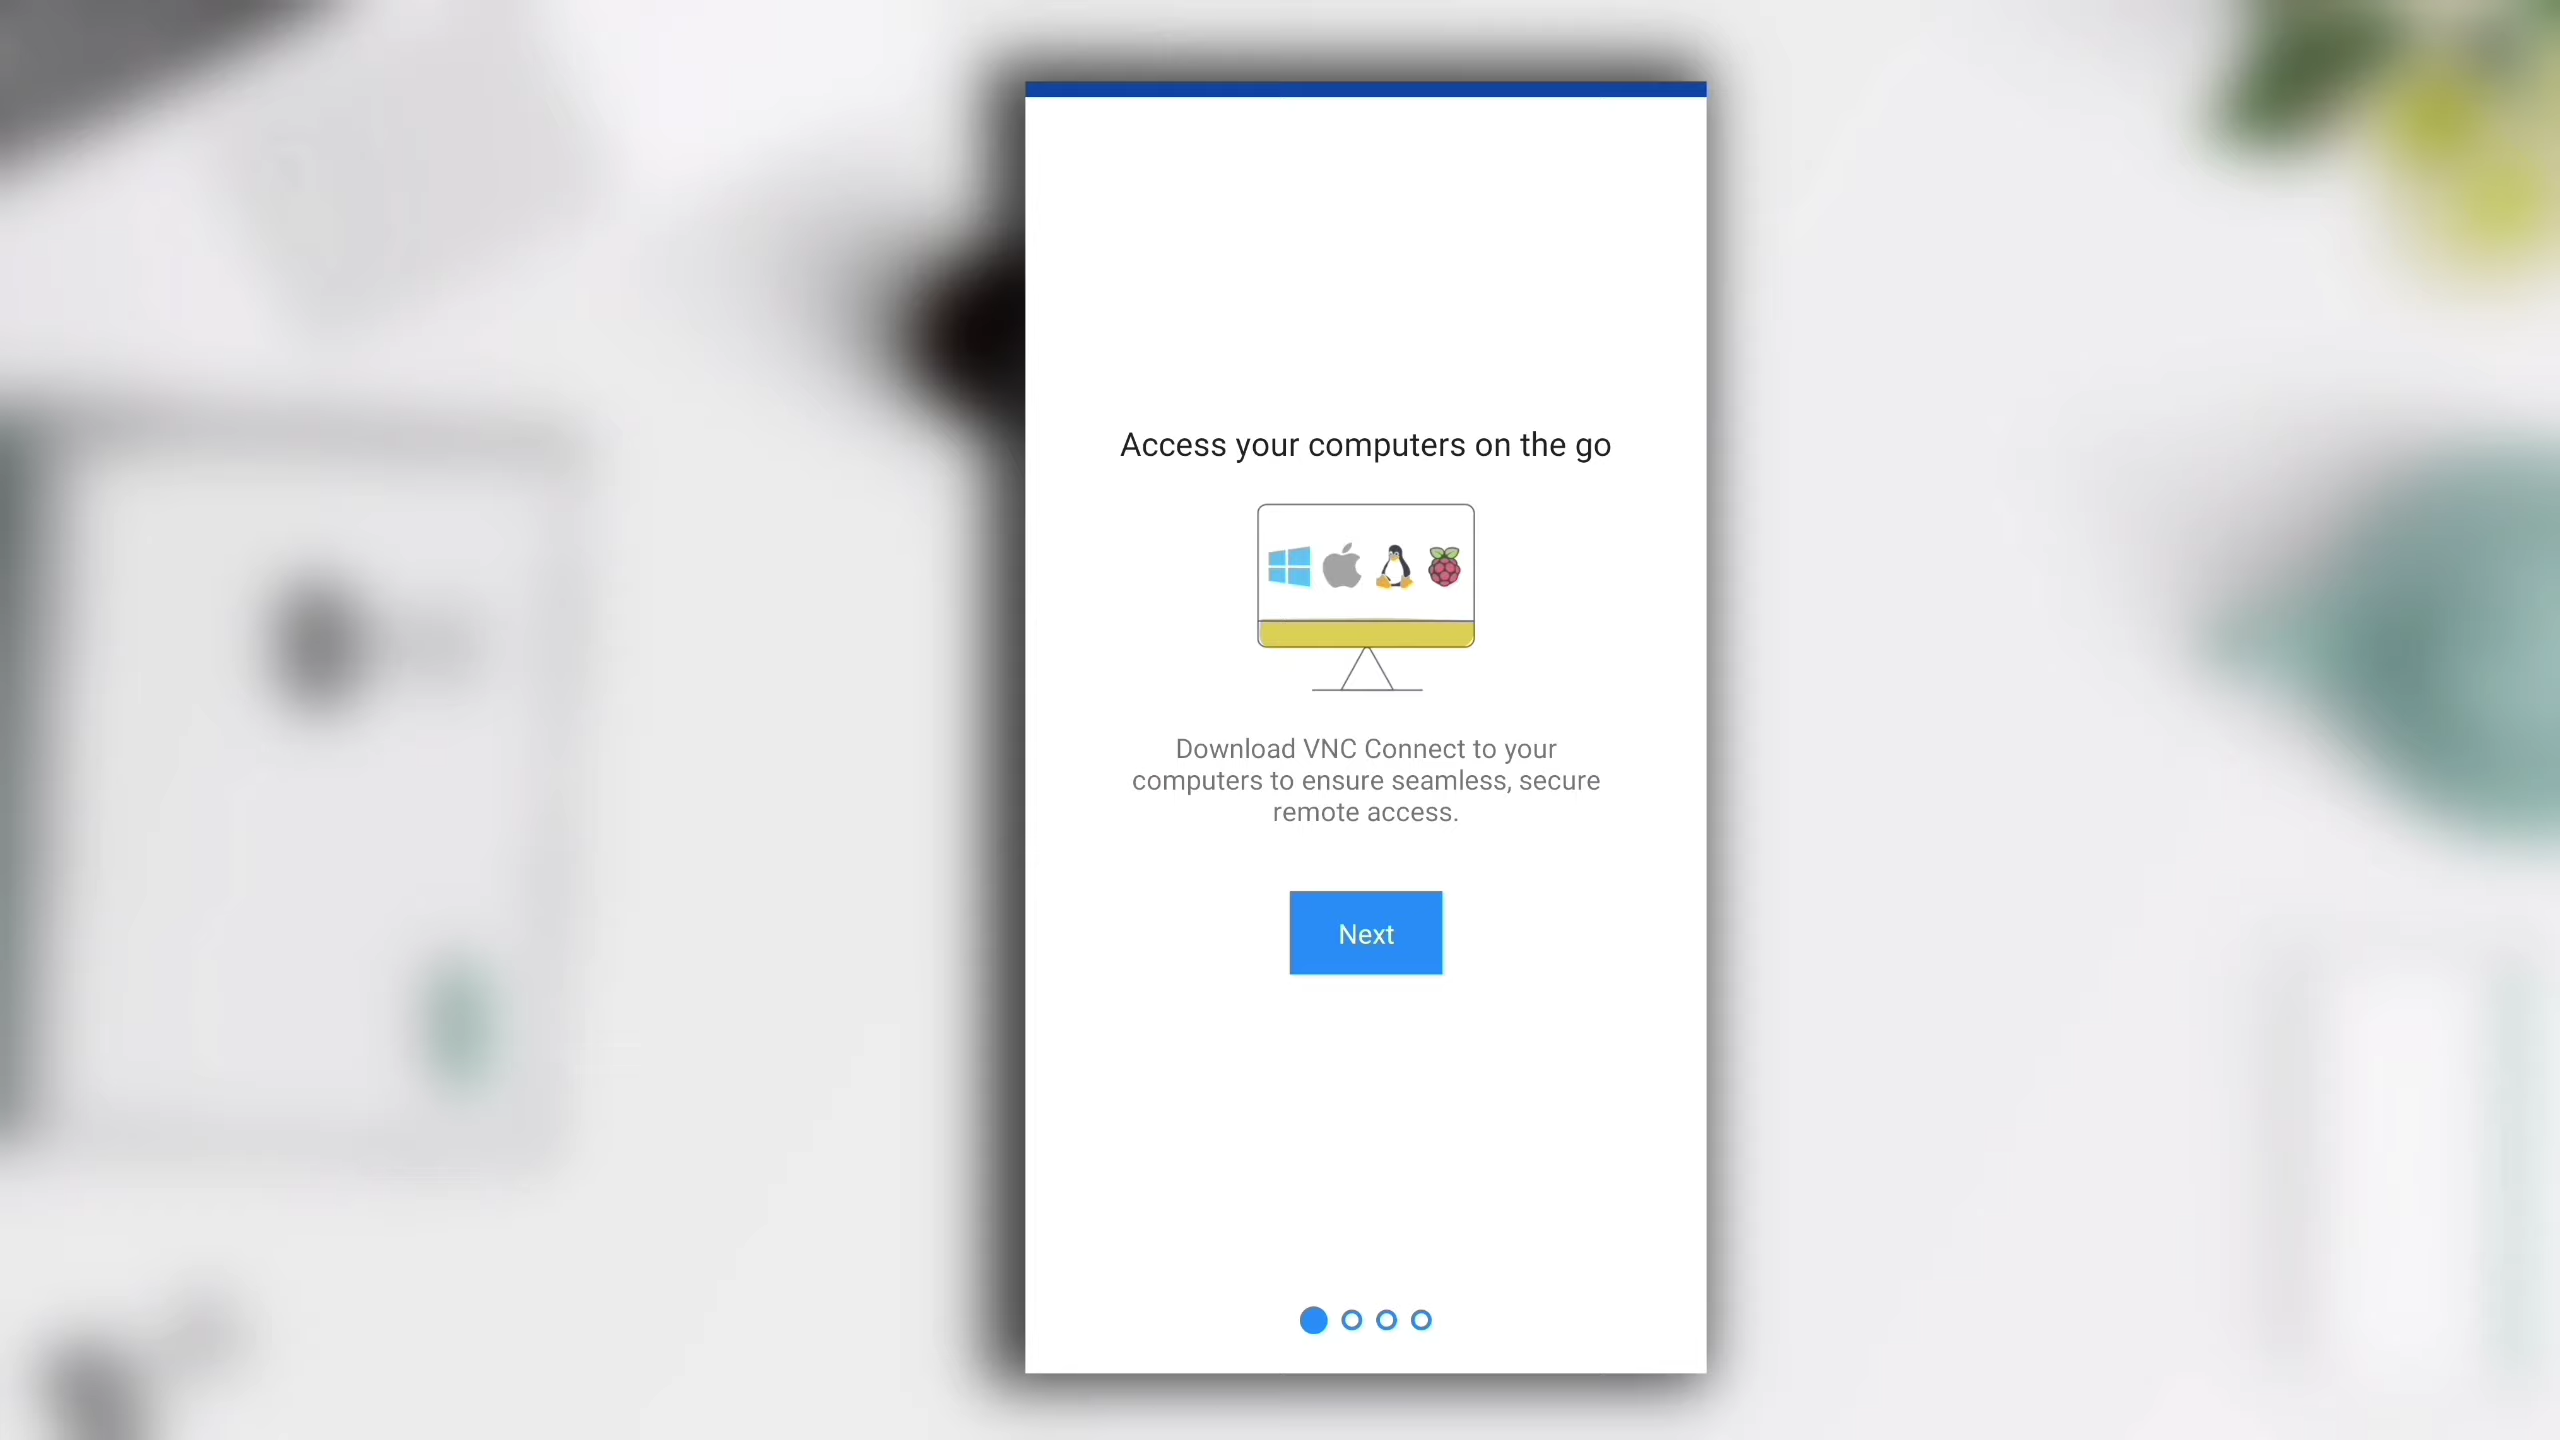 Access your computers on the go
Download VNC Connect to your
computers to ensure seamless, secure
remote access.
Next